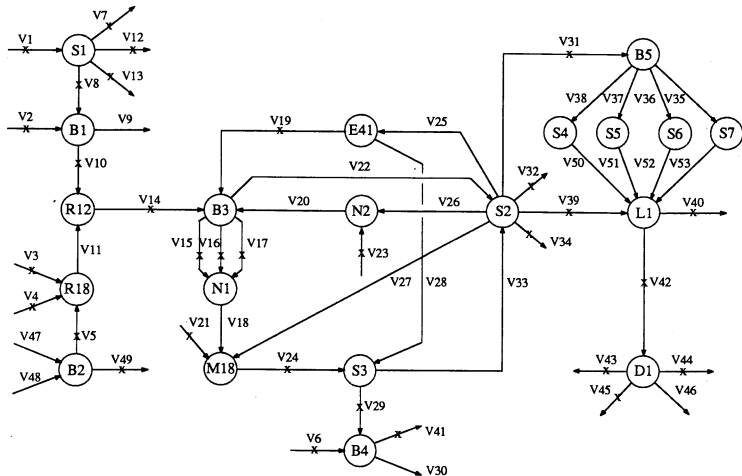 V7
V1 S1 V12
V8 V13
V2 B1 V9
V10
R12 V14
V11
V3
V4 R18
V5
V47
V48 B2 V49
V19 E41 V25
V22
B3 V20 N2 V26 S2
V15 V16 V17
V23
N1
V18
V21
M18 V24 S3
V27 V28 V33
V29
V6 B4 V41
V30
V31 B5
V38 V37 V36 V35
S4 S5 S6 S7
V50 V51 V52 V53
V32
V39 L1 V40
V34
V42
V43 D1 V44
V45 V46